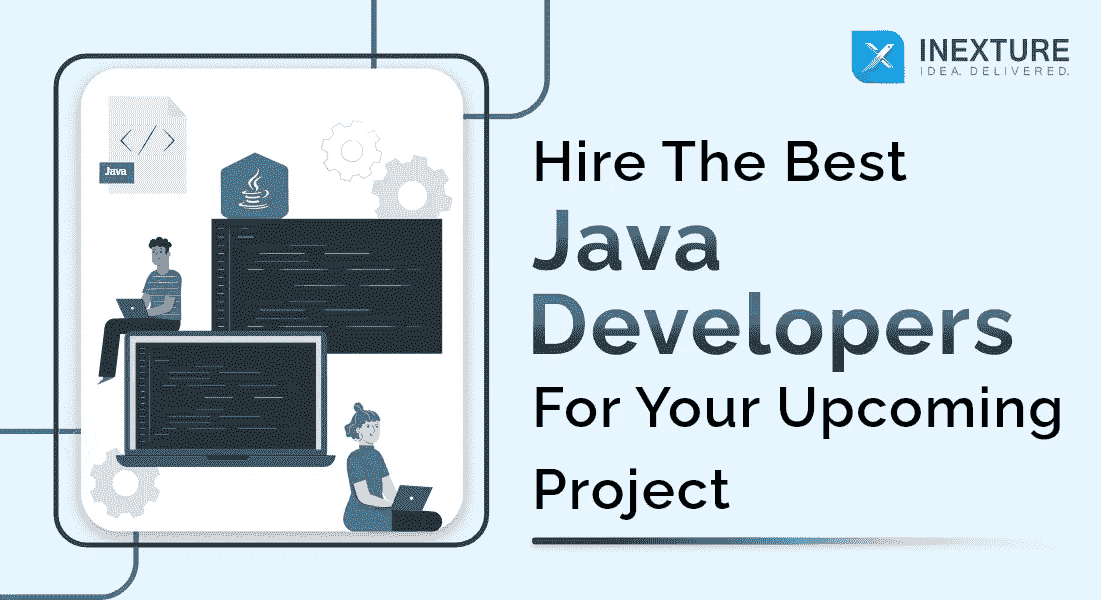 INEXTURE
IDEA. DELIVERED.
Hire The Best
Java
Developers
For Your Upcoming
Project
</>
Java